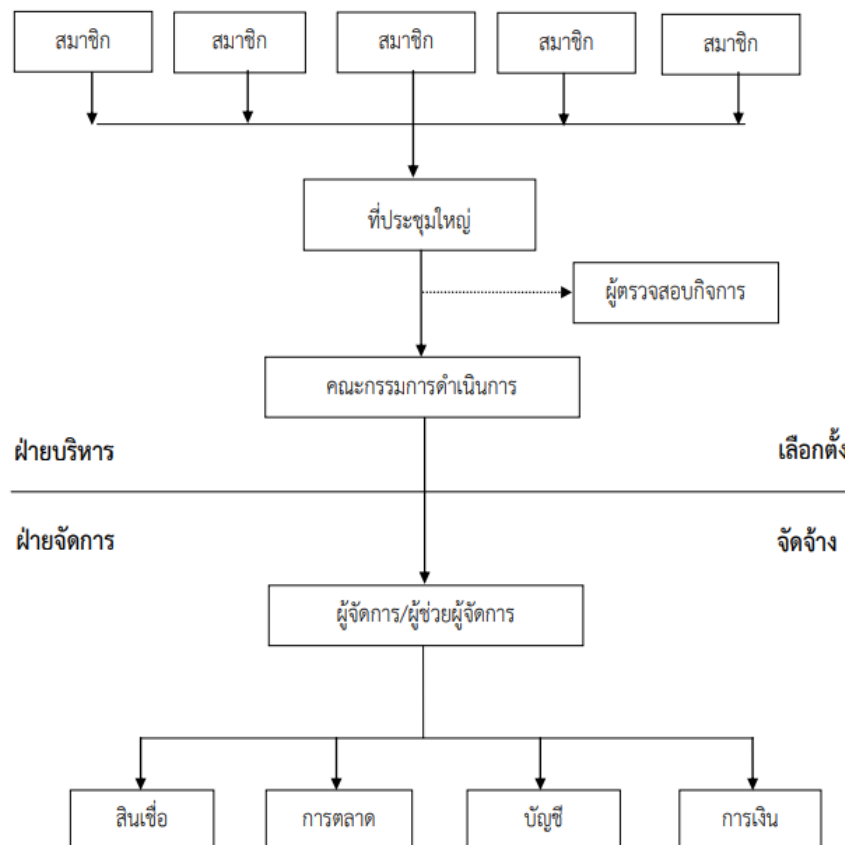 สมาชิก
สมาชิก
สมาชิก
สมาชิก
สมาชิก
ที่ประชุมใหญ่
ผู้ตรวจสอบกิจการ
คณะกรรมการดำเนินการ
ฝ่ายบริหาร
เลือกตั้ง
ฝ่ายจัดการ
จัดจ้าง
ผู้จัดการ/ผู้ช่วยผู้จัดการ
สินเชื่อ
การตลาด
บัญชี
การเงิน